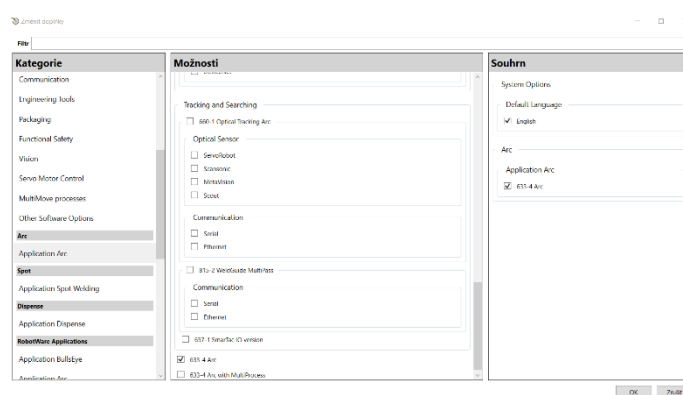 Změnit doplňky
Filtr
Kategorie
Communication
Engineering Tools
Packaging
Functional Safety
Vision
Servo Motor Control
MultiMove processes
Other Software Options
Arc
Application Arc
Spot
Application Spot Welding
Dispense
Application Dispense
RobotWare Applications
Application BullsEye
Application Arc
Možnosti
Tracking and Searching
660-1 Optical Tracking Arc
Optical Sensor
ServoRobot
Scansonic
MetaVision
Scout
Communication
Serial
Ethernet
815-2 WeldGuide MultiPass
Communication
Serial
Ethernet
657-1 SmarTac IO version
633-4 Arc
633-4 Arc with MultiProcess
Souhrn
System Options
Default Language
English
Arc
Application Arc
633-4 Arc
OK